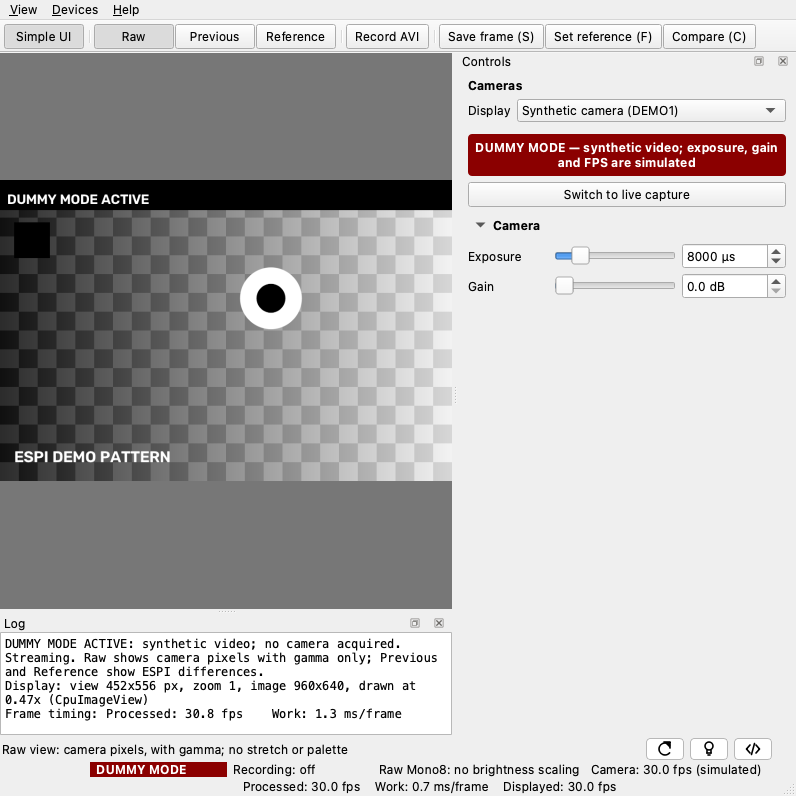 View Devices Help
Simple UI Raw Previous Reference Record AVI Save frame (S) Set reference (F) Compare (C)
Controls
Cameras
Display Synthetic camera (DEMO1)
DUMMY MODE — synthetic video; exposure, gain
and FPS are simulated
Switch to live capture
Camera
Exposure 8000 µs
Gain 0.0 dB
DUMMY MODE ACTIVE
ESPI DEMO PATTERN
Log
DUMMY MODE ACTIVE: synthetic video; no camera acquired.
Streaming. Raw shows camera pixels with gamma only; Previous
and Reference show ESPI differences.
Display: view 452x556 px, zoom 1, image 960x640, drawn at
0.47x (CpuImageView)
Frame timing: Processed: 30.8 fps Work: 1.3 ms/frame
Raw view: camera pixels, with gamma; no stretch or palette
DUMMY MODE Recording: off Raw Mono8: no brightness scaling Camera: 30.0 fps (simulated)
Processed: 30.0 fps Work: 0.7 ms/frame Displayed: 30.0 fps